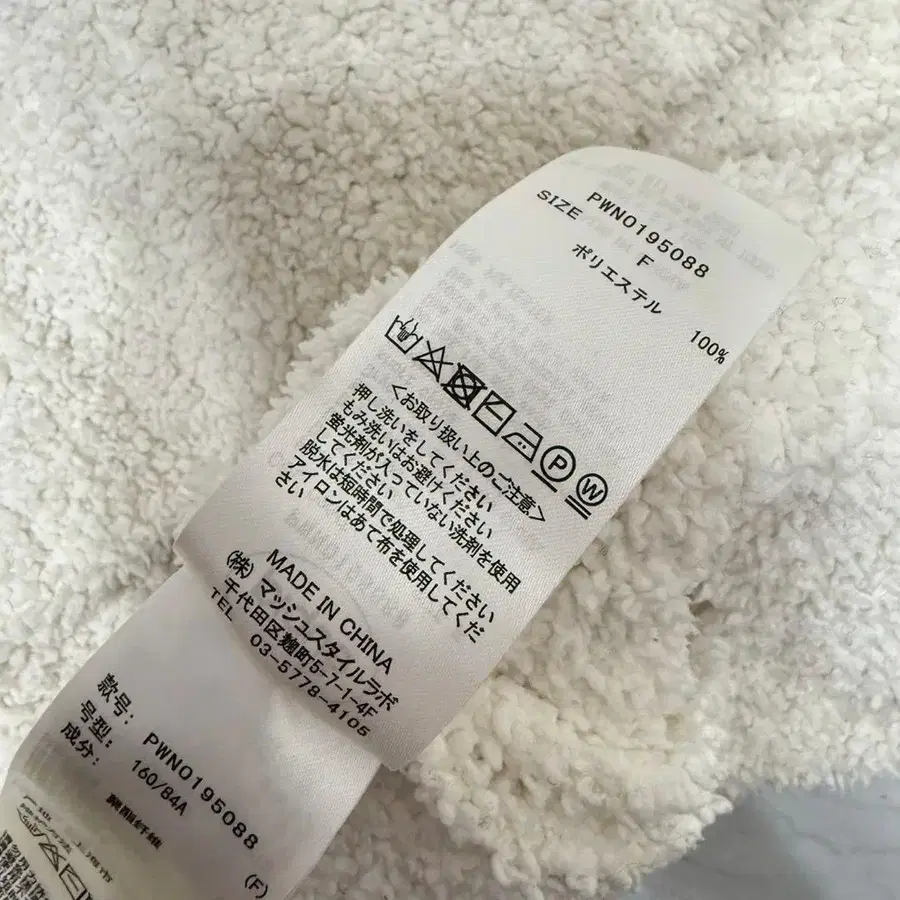 PWNO195088
SIZE F
ポリエステル 100%
P W
<お取り扱い上のご注意>
押し洗いをしてください
もみ洗いはお避けください
蛍光剤が入っていない洗剤を使用
してください
脱水は短時間で処理してください
アイロンはあて布を使用してくだ
さい
MADE IN CHINA
(株)マッシュスタイルラボ
千代田区麹町5-7-1-4F
TEL 03-5778-4105
款号: PWNO195088
号型: 160/84A (F)
成分: